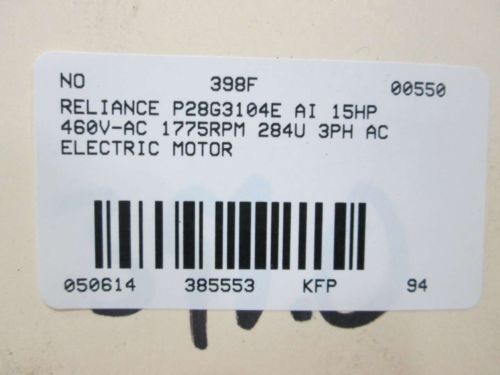 NO 398F 00550
RELIANCE P28G3104E AI 15HP
460V-AC 1775RPM 284U 3PH AC
ELECTRIC MOTOR
050614 385553 KFP 94